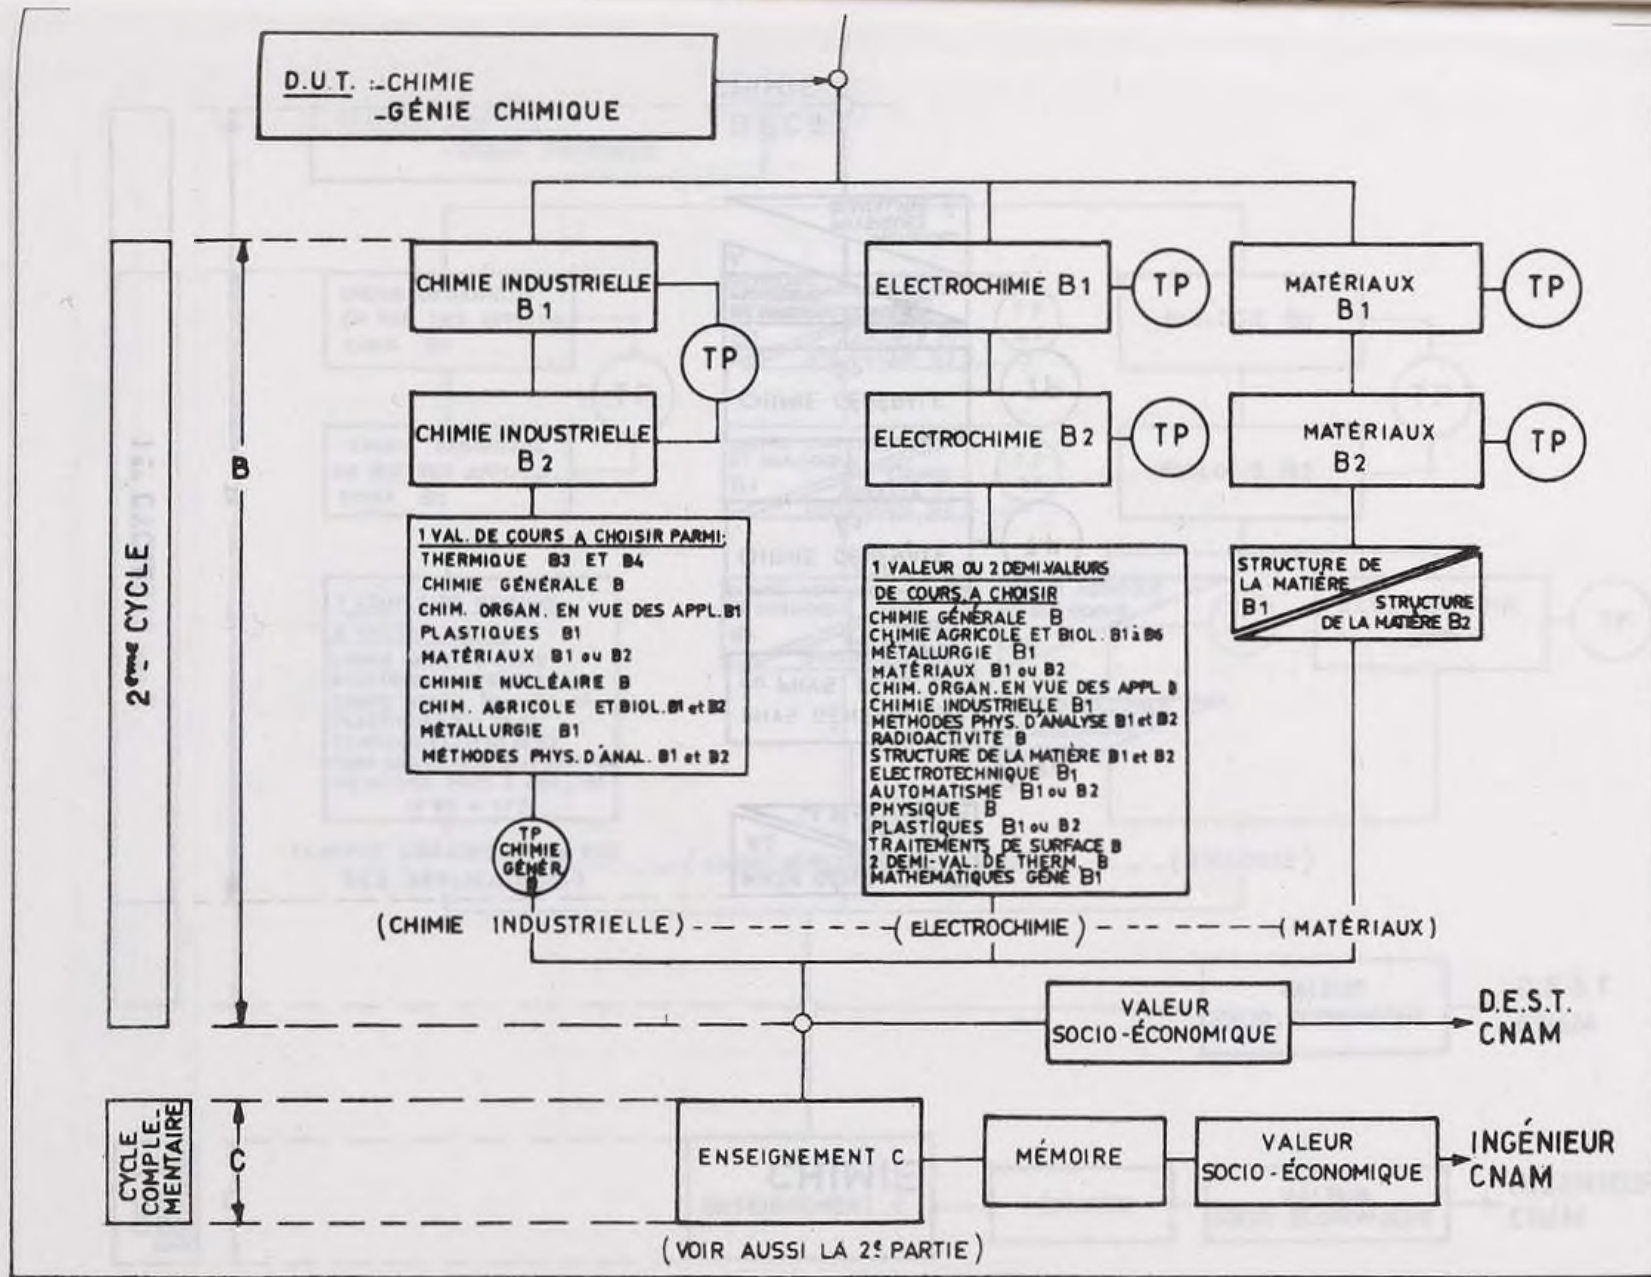 D.U.T. :-CHIMIE
-GÉNIE CHIMIQUE
2eme CYCLE
B
CHIMIE INDUSTRIELLE
B1
TP
CHIMIE INDUSTRIELLE
B2
1 VAL. DE COURS A CHOISIR PARMI:
THERMIQUE B3 ET B4
CHIMIE GÉNÉRALE B
CHIM. ORGAN. EN VUE DES APPL. B1
PLASTIQUES B1
MATÉRIAUX B1 ou B2
CHIMIE NUCLÉAIRE B
CHIM. AGRICOLE ET BIOL. B1 et B2
MÉTALLURGIE B1
MÉTHODES PHYS. D'ANAL. B1 et B2
TP
CHIMIE
GÉNÉR
B
(CHIMIE INDUSTRIELLE)
ELECTROCHIMIE B1
TP
ELECTROCHIMIE B2
TP
1 VALEUR OU 2 DEMI-VALEURS
DE COURS A CHOISIR
CHIMIE GÉNÉRALE B
CHIMIE AGRICOLE ET BIOL. B1 à B6
MÉTALLURGIE B1
MATÉRIAUX B1 ou B2
CHIM. ORGAN. EN VUE DES APPL. B
CHIMIE INDUSTRIELLE B1
METHODES PHYS. D'ANALYSE B1 et B2
RADIOACTIVITE B
STRUCTURE DE LA MATIÈRE B1 et B2
ELECTROTECHNIQUE B1
AUTOMATISME B1 ou B2
PHYSIQUE B
PLASTIQUES B1 ou B2
TRAITEMENTS DE SURFACE B
2 DEMI-VAL. DE THERM. B
MATHEMATIQUES GÉNÉ B1
(ELECTROCHIMIE)
MATÉRIAUX
B1
TP
MATÉRIAUX
B2
TP
STRUCTURE DE
LA MATIÈRE
B1
STRUCTURE
DE LA MATIÈRE B2
(MATÉRIAUX)
VALEUR
SOCIO-ÉCONOMIQUE
D.E.S.T.
CNAM
CYCLE
COMPLE_
MENTAIRE
C
ENSEIGNEMENT C
MÉMOIRE
VALEUR
SOCIO-ÉCONOMIQUE
INGÉNIEUR
CNAM
(VOIR AUSSI LA 2e PARTIE)